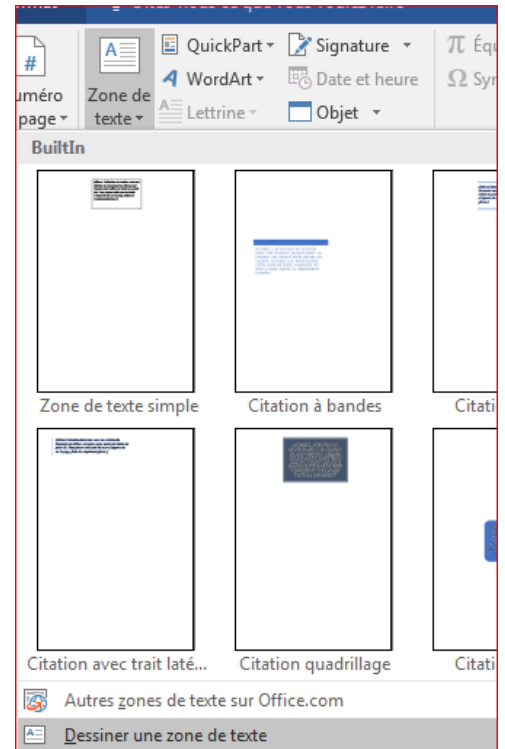 #
A
QuickPart
Signature
π Équ
uméro
page
Zone de
texte
A WordArt
Date et heure
Ω Syr
A Lettrine
Objet
BuiltIn
Zone de texte simple
Citation à bandes
Citati
Citation avec trait laté...
Citation quadrillage
Citati
Autres zones de texte sur Office.com
A Dessiner une zone de texte